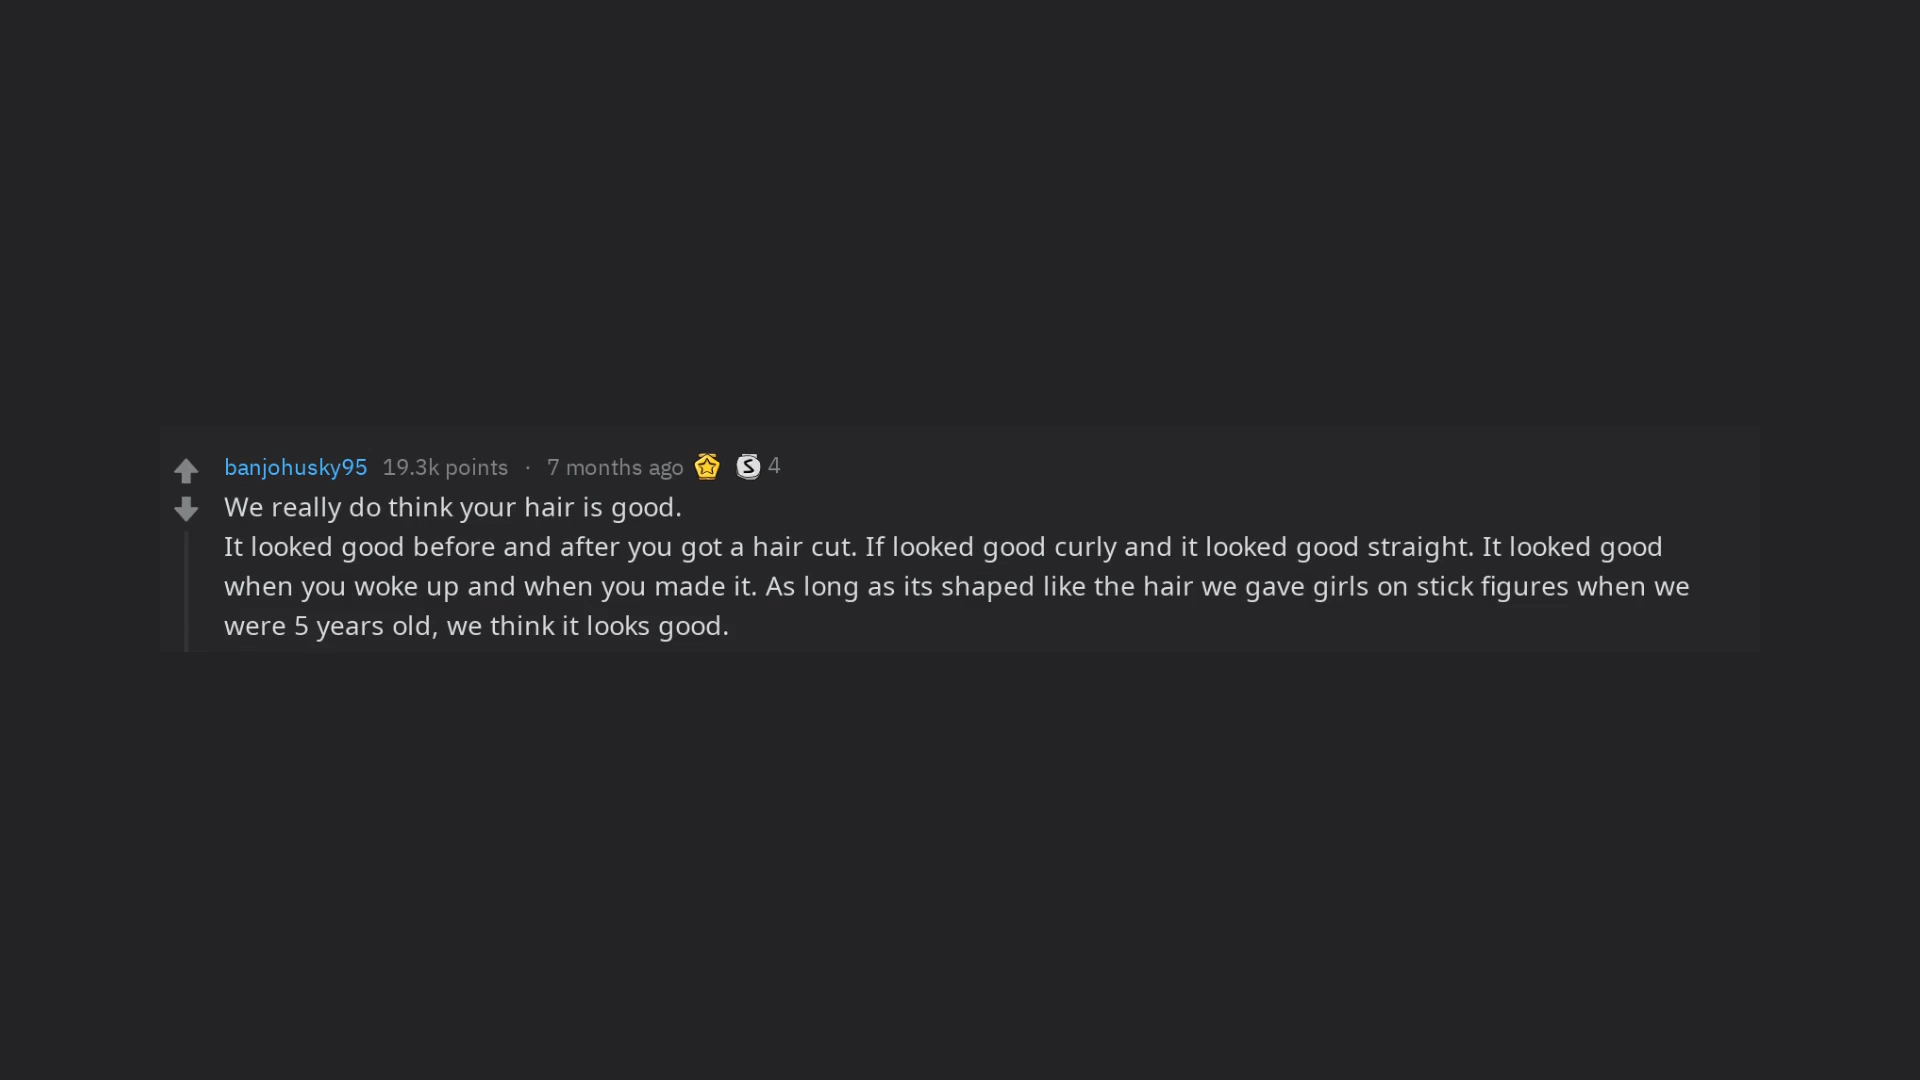 banjohusky95 19.3k points · 7 months ago S 4
We really do think your hair is good.
It looked good before and after you got a hair cut. If looked good curly and it looked good straight. It looked good
when you woke up and when you made it. As long as its shaped like the hair we gave girls on stick figures when we
were 5 years old, we think it looks good.